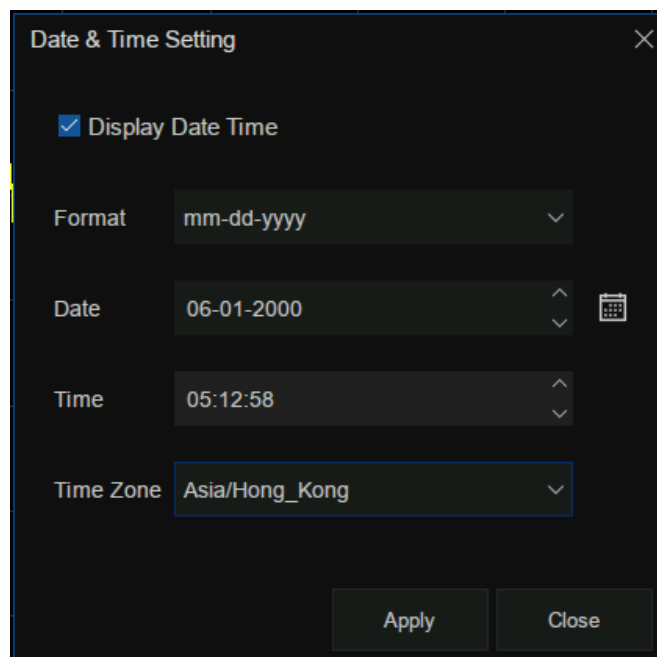 Date & Time Setting
Display Date Time
Format mm-dd-yyyy
Date 06-01-2000
Time 05:12:58
Time Zone Asia/Hong_Kong
Apply Close